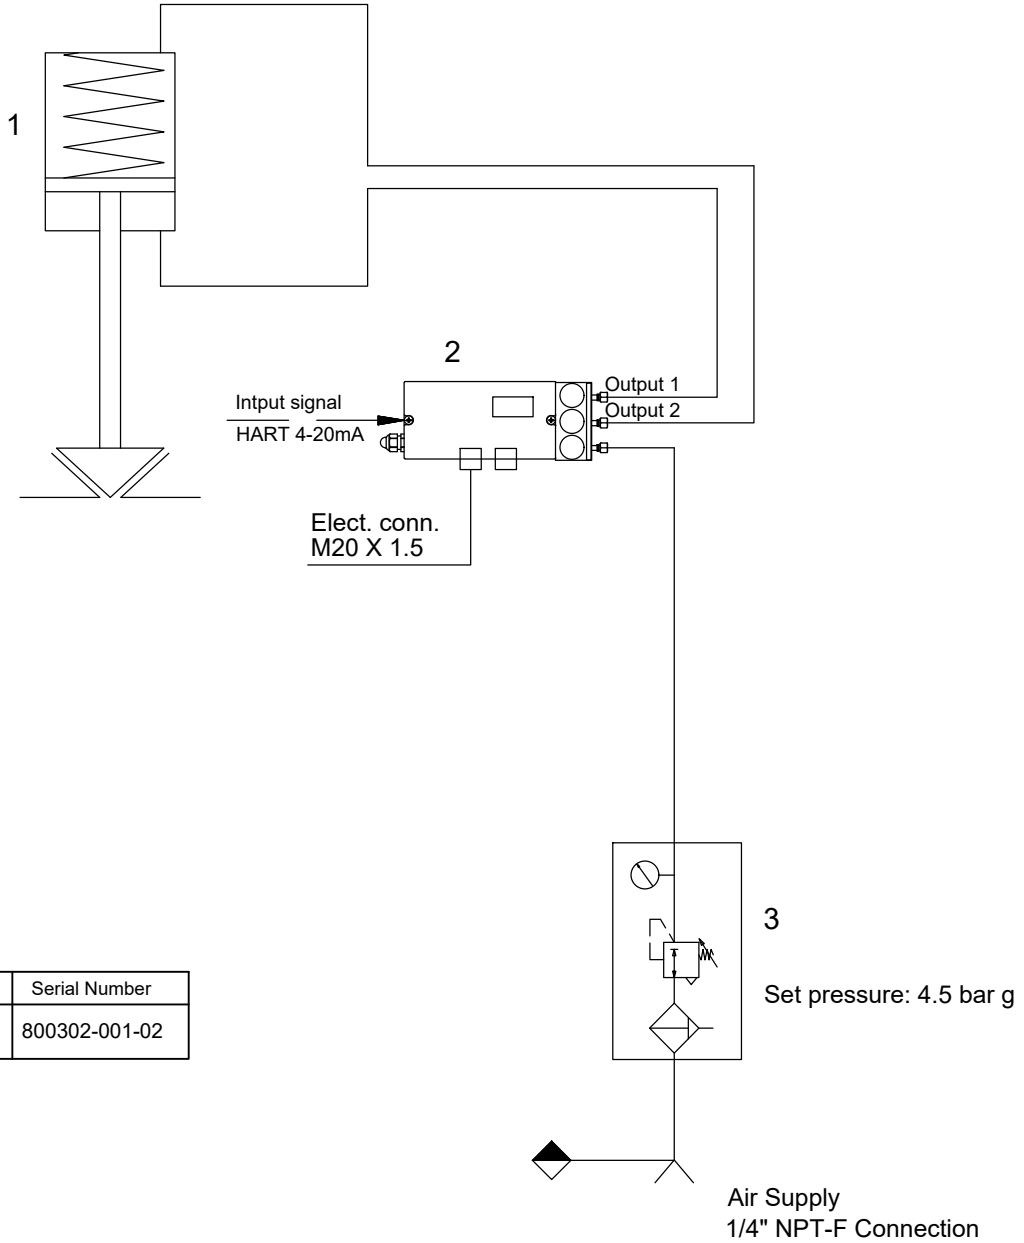 1
2
Output 1
Output 2
Intput signal
HART 4-20mA
Elect. conn.
M20 X 1.5
3
Set pressure: 4.5 bar g
Serial Number
800302-001-02
Air Supply
1/4" NPT-F Connection